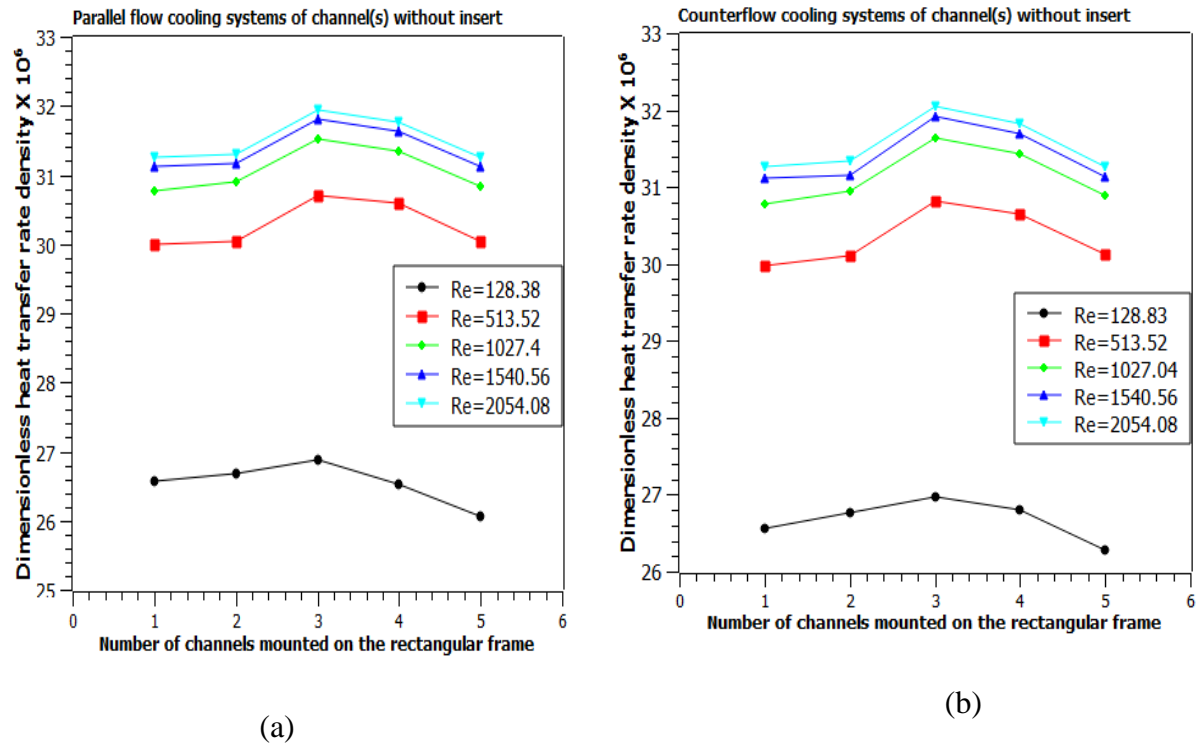 Parallel flow cooling systems of channel(s) without insert
Dimensionless heat transfer rate density X 10⁶
33
32
31
30
29
28
27
26
25
Re=128.38
Re=513.52
Re=1027.4
Re=1540.56
Re=2054.08
0 1 2 3 4 5 6
Number of channels mounted on the rectangular frame
(a)
Counterflow cooling systems of channel(s) without insert
Dimensionless heat transfer rate density X 10⁶
33
32
31
30
29
28
27
26
Re=128.83
Re=513.52
Re=1027.04
Re=1540.56
Re=2054.08
0 1 2 3 4 5 6
Number of channels mounted on the rectangular frame
(b)